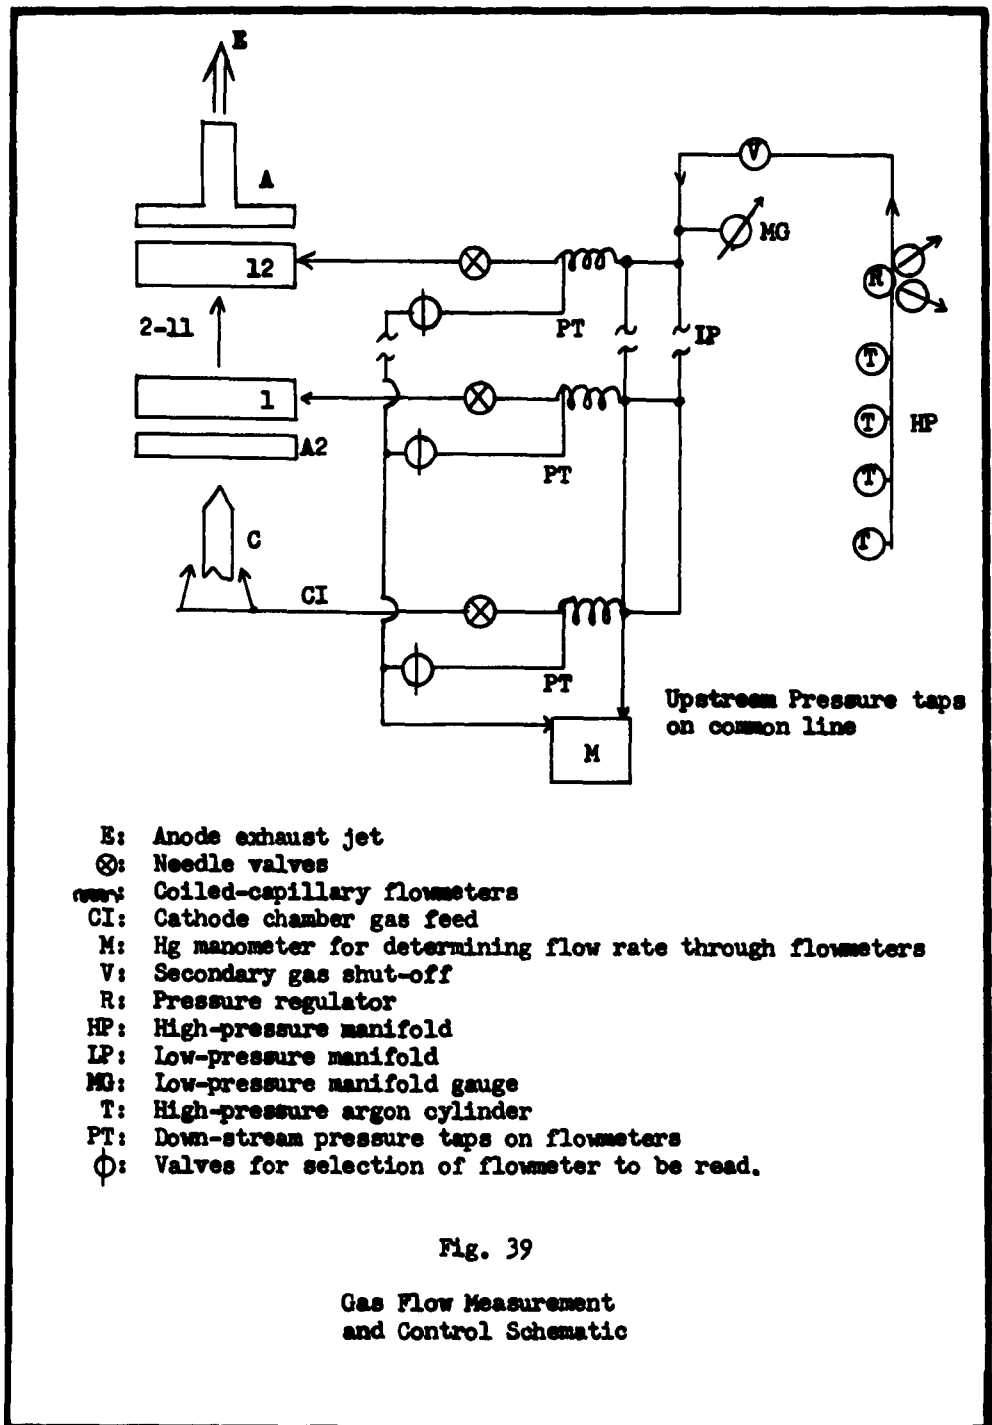 E
A
V
MG
12
PT
LP
R
2-11
T
1
T
HP
A2
PT
T
C
T
CI
PT
Upstream Pressure taps
on common line
M
E: Anode exhaust jet
⊗: Needle valves
: Coiled-capillary flowmeters
CI: Cathode chamber gas feed
M: Hg manometer for determining flow rate through flowmeters
V: Secondary gas shut-off
R: Pressure regulator
HP: High-pressure manifold
LP: Low-pressure manifold
MG: Low-pressure manifold gauge
T: High-pressure argon cylinder
PT: Down-stream pressure taps on flowmeters
⌽: Valves for selection of flowmeter to be read.
Fig. 39
Gas Flow Measurement
and Control Schematic